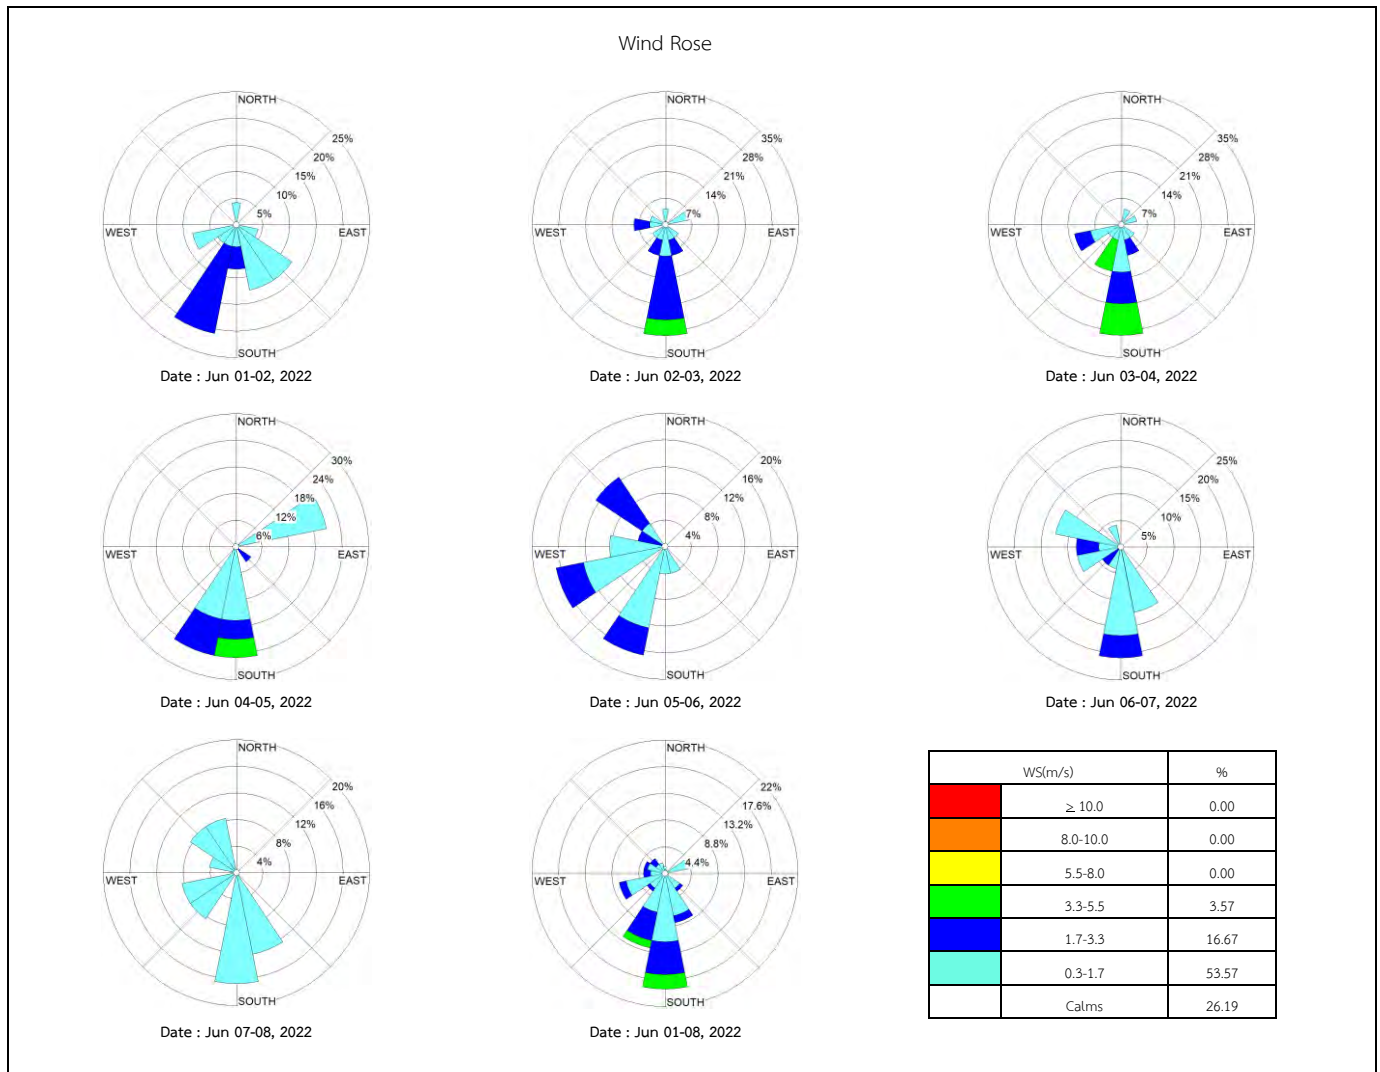 Wind Rose
NORTH
25%
20%
15%
10%
5%
WEST
EAST
SOUTH
Date : Jun 01-02, 2022
NORTH
35%
28%
21%
14%
7%
WEST
EAST
SOUTH
Date : Jun 02-03, 2022
NORTH
35%
28%
21%
14%
7%
WEST
EAST
SOUTH
Date : Jun 03-04, 2022
NORTH
30%
24%
18%
12%
6%
WEST
EAST
SOUTH
Date : Jun 04-05, 2022
NORTH
20%
16%
12%
8%
4%
WEST
EAST
SOUTH
Date : Jun 05-06, 2022
NORTH
25%
20%
15%
10%
5%
WEST
EAST
SOUTH
Date : Jun 06-07, 2022
NORTH
20%
16%
12%
8%
4%
WEST
EAST
SOUTH
Date : Jun 07-08, 2022
NORTH
22%
17.6%
13.2%
8.8%
4.4%
WEST
EAST
SOUTH
Date : Jun 01-08, 2022
WS(m/s) %
≥ 10.0 0.00
8.0-10.0 0.00
5.5-8.0 0.00
3.3-5.5 3.57
1.7-3.3 16.67
0.3-1.7 53.57
Calms 26.19